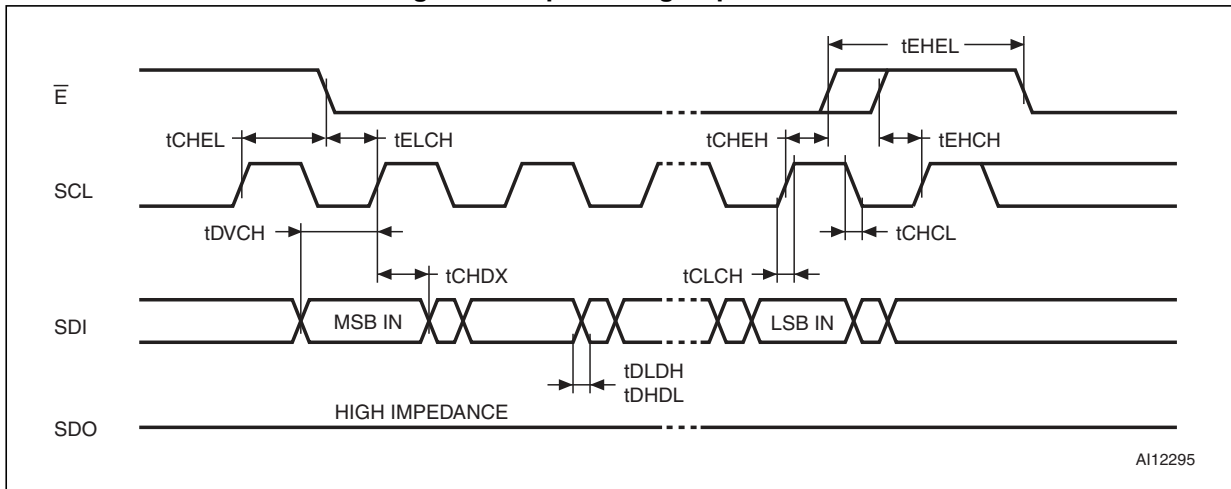 tEHEL
E
tCHEL
tELCH
tCHEH
tEHCH
SCL
tDVCH
tCHCL
tCHDX
tCLCH
SDI
MSB IN
LSB IN
tDLDH
tDHDL
HIGH IMPEDANCE
SDO
AI12295